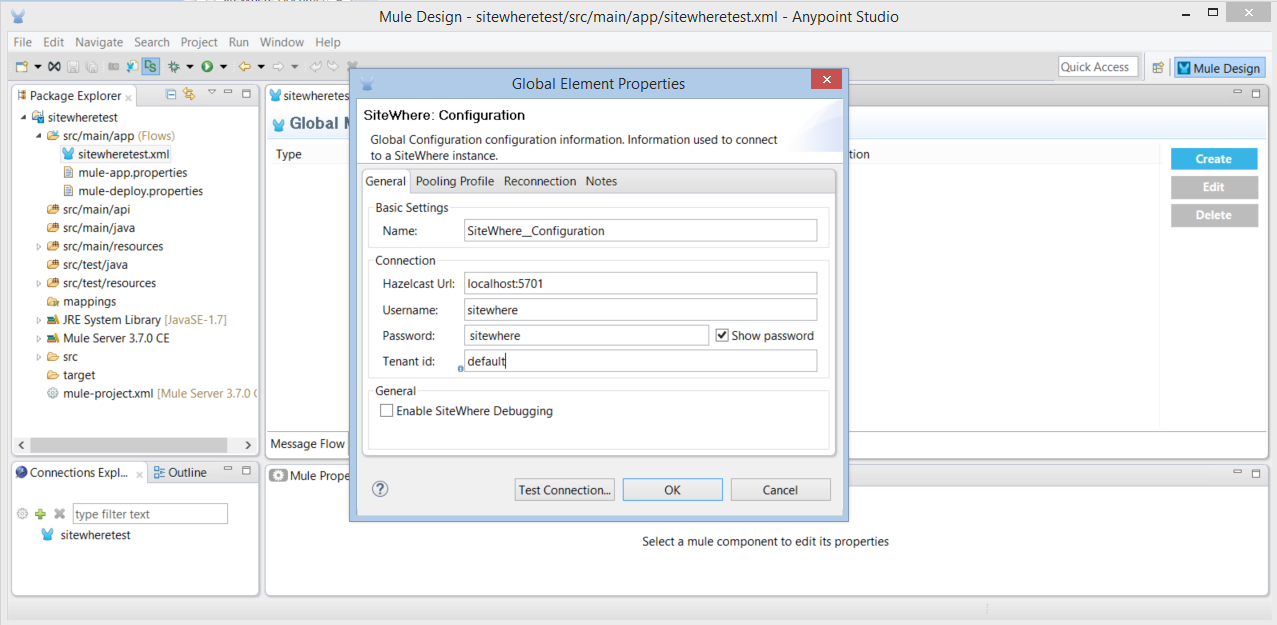 Mule Design - sitewheretest/src/main/app/sitewheretest.xml - Anypoint Studio
File Edit Navigate Search Project Run Window Help
Quick Access
Mule Design
Package Explorer
sitewheretest
src/main/app (Flows)
sitewheretest.xml
mule-app.properties
mule-deploy.properties
src/main/api
src/main/java
src/main/resources
src/test/java
src/test/resources
mappings
JRE System Library [JavaSE-1.7]
Mule Server 3.7.0 CE
src
target
mule-project.xml [Mule Server 3.7.0 C
Connections Expl...
Outline
type filter text
sitewheretest
sitewheretes
Global M
Type
tion
Create
Edit
Delete
Message Flow
Mule Prope
Select a mule component to edit its properties
Global Element Properties
SiteWhere: Configuration
Global Configuration configuration information. Information used to connect
to a SiteWhere instance.
General Pooling Profile Reconnection Notes
Basic Settings
Name: SiteWhere__Configuration
Connection
Hazelcast Url: localhost:5701
Username: sitewhere
Password: sitewhere Show password
Tenant id: default
General
Enable SiteWhere Debugging
Test Connection... OK Cancel